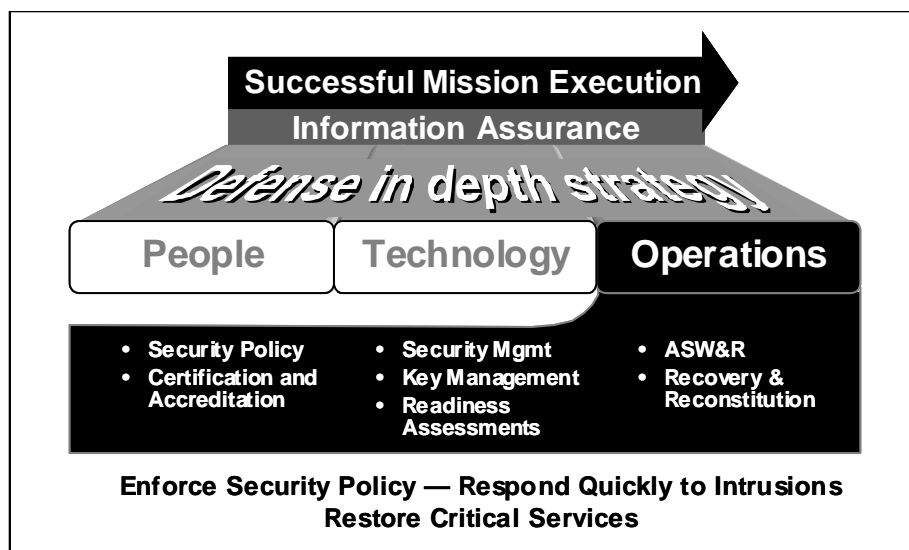 Successful Mission Execution
Information Assurance
Defense in depth strategy
People
Technology
Operations
• Security Policy
• Certification and
Accreditation
• Security Mgmt
• Key Management
• Readiness
Assessments
• ASW&R
• Recovery &
Reconstitution
Enforce Security Policy — Respond Quickly to Intrusions
Restore Critical Services